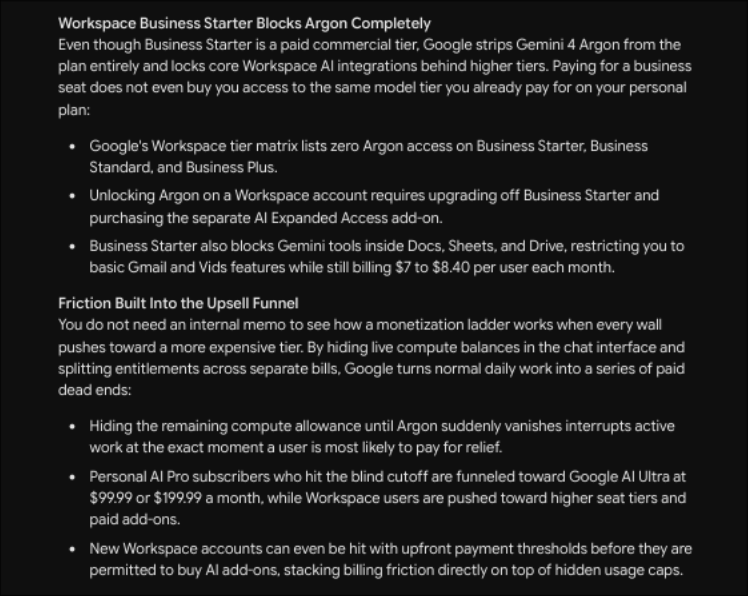 Workspace Business Starter Blocks Argon Completely
Even though Business Starter is a paid commercial tier, Google strips Gemini 4 Argon from the
plan entirely and locks core Workspace AI integrations behind higher tiers. Paying for a business
seat does not even buy you access to the same model tier you already pay for on your personal
plan:
• Google's Workspace tier matrix lists zero Argon access on Business Starter, Business
Standard, and Business Plus.
• Unlocking Argon on a Workspace account requires upgrading off Business Starter and
purchasing the separate AI Expanded Access add-on.
• Business Starter also blocks Gemini tools inside Docs, Sheets, and Drive, restricting you to
basic Gmail and Vids features while still billing $7 to $8.40 per user each month.
Friction Built Into the Upsell Funnel
You do not need an internal memo to see how a monetization ladder works when every wall
pushes toward a more expensive tier. By hiding live compute balances in the chat interface and
splitting entitlements across separate bills, Google turns normal daily work into a series of paid
dead ends:
• Hiding the remaining compute allowance until Argon suddenly vanishes interrupts active
work at the exact moment a user is most likely to pay for relief.
• Personal AI Pro subscribers who hit the blind cutoff are funneled toward Google AI Ultra at
$99.99 or $199.99 a month, while Workspace users are pushed toward higher seat tiers and
paid add-ons.
• New Workspace accounts can even be hit with upfront payment thresholds before they are
permitted to buy AI add-ons, stacking billing friction directly on top of hidden usage caps.